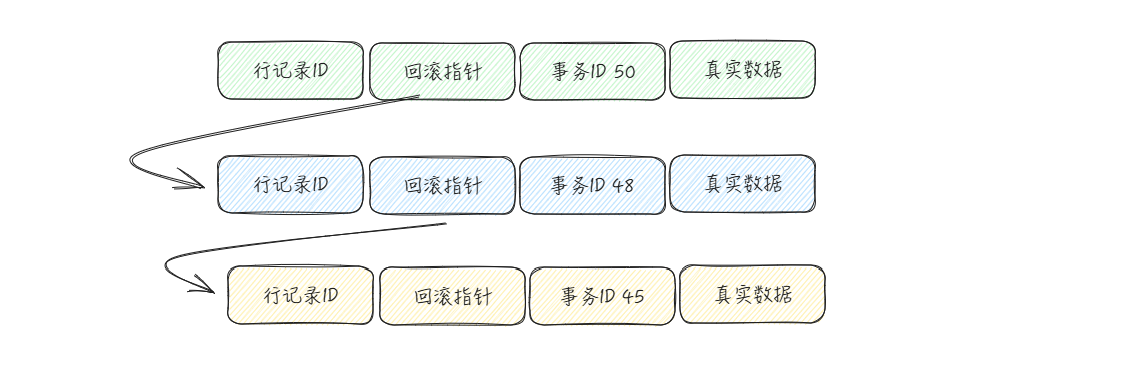 行记录ID 回滚指针 事务ID 50 真实数据
行记录ID 回滚指针 事务ID 48 真实数据
行记录ID 回滚指针 事务ID 45 真实数据